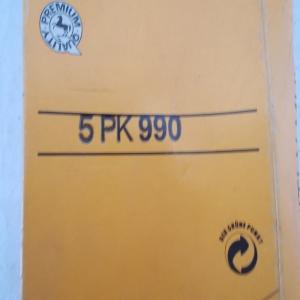 PREMIUM QUALITY
5 PK 990
DER GRÜNE PUNKT